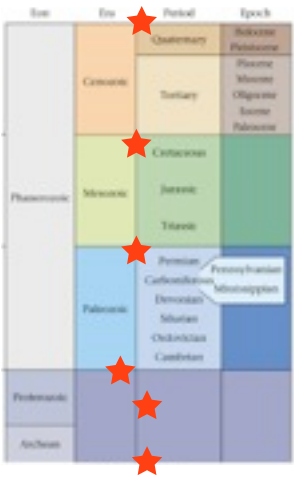 Eon Era Period Epoch
Quaternary
Holocene
Pleistocene
Cenozoic
Tertiary
Pliocene
Miocene
Oligocene
Eocene
Paleocene
Phanerozoic
Mesozoic
Cretaceous
Jurassic
Triassic
Paleozoic
Permian
Carboniferous
Pennsylvanian
Mississippian
Devonian
Silurian
Ordovician
Cambrian
Proterozoic
Archean